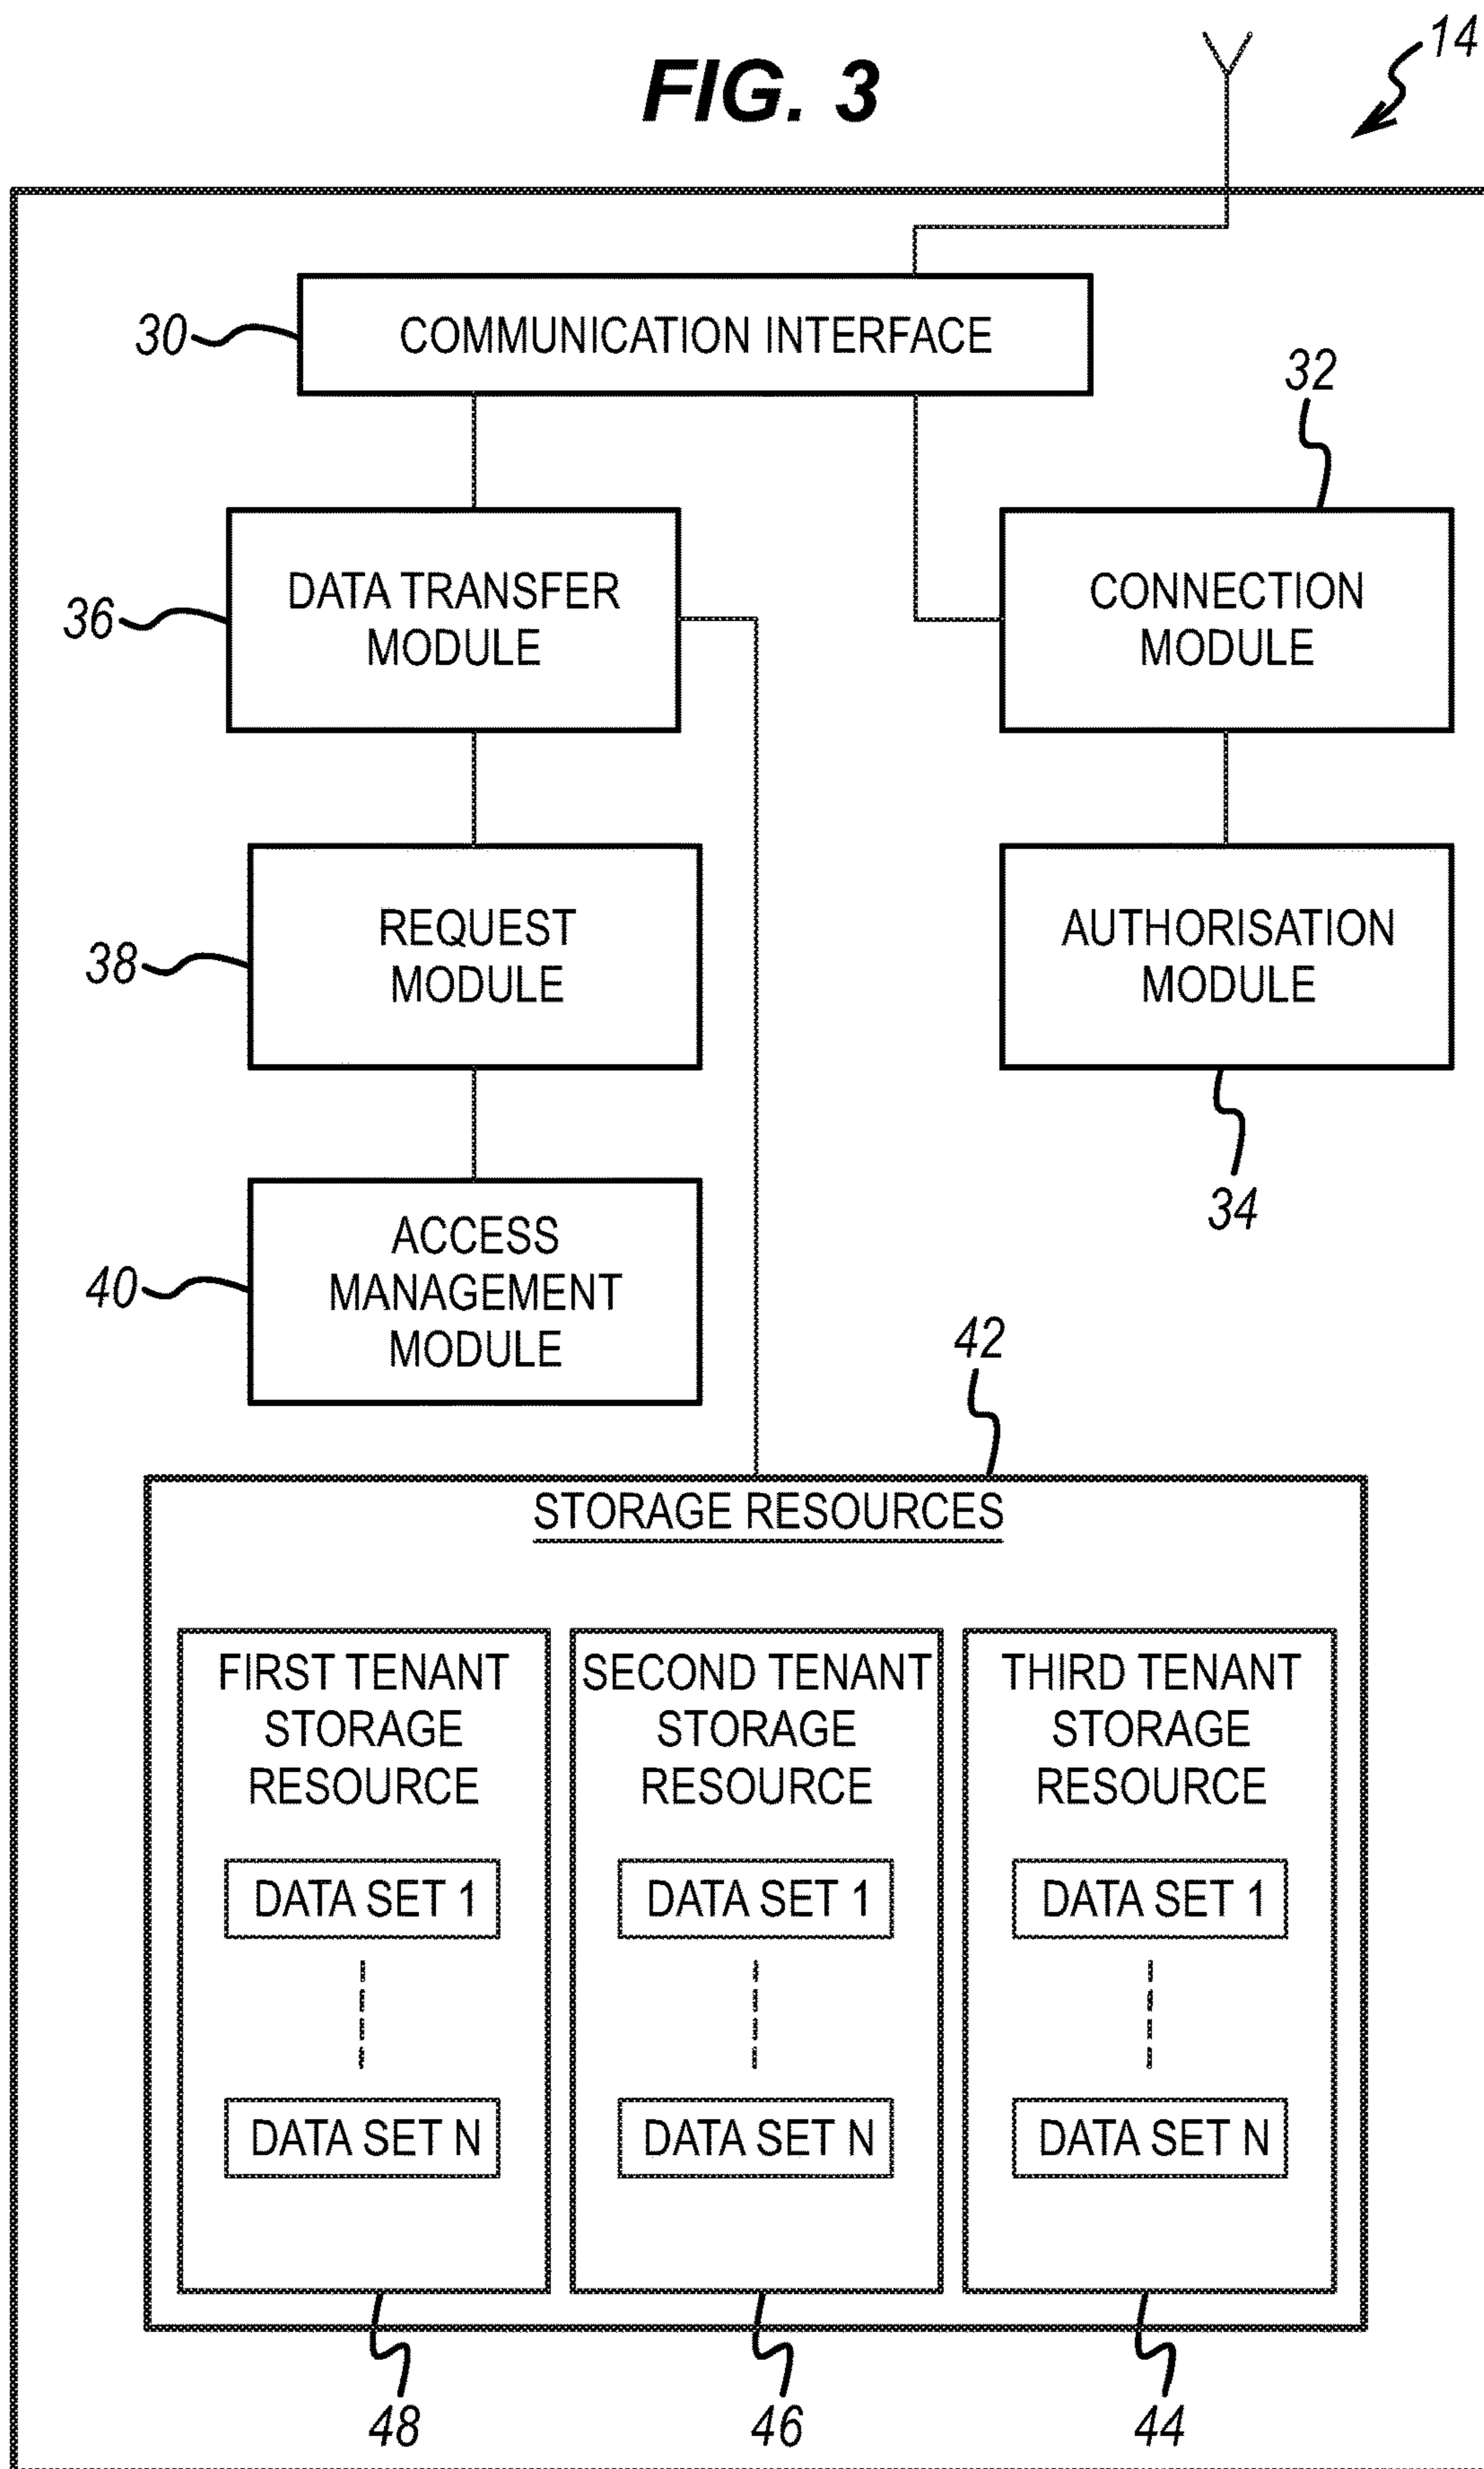 FIG. 3
14
30
COMMUNICATION INTERFACE
32
36
DATA TRANSFER
MODULE
CONNECTION
MODULE
38
REQUEST
MODULE
AUTHORISATION
MODULE
34
40
ACCESS
MANAGEMENT
MODULE
42
STORAGE RESOURCES
FIRST TENANT
STORAGE
RESOURCE
DATA SET 1
DATA SET N
SECOND TENANT
STORAGE
RESOURCE
DATA SET 1
DATA SET N
THIRD TENANT
STORAGE
RESOURCE
DATA SET 1
DATA SET N
48
46
44